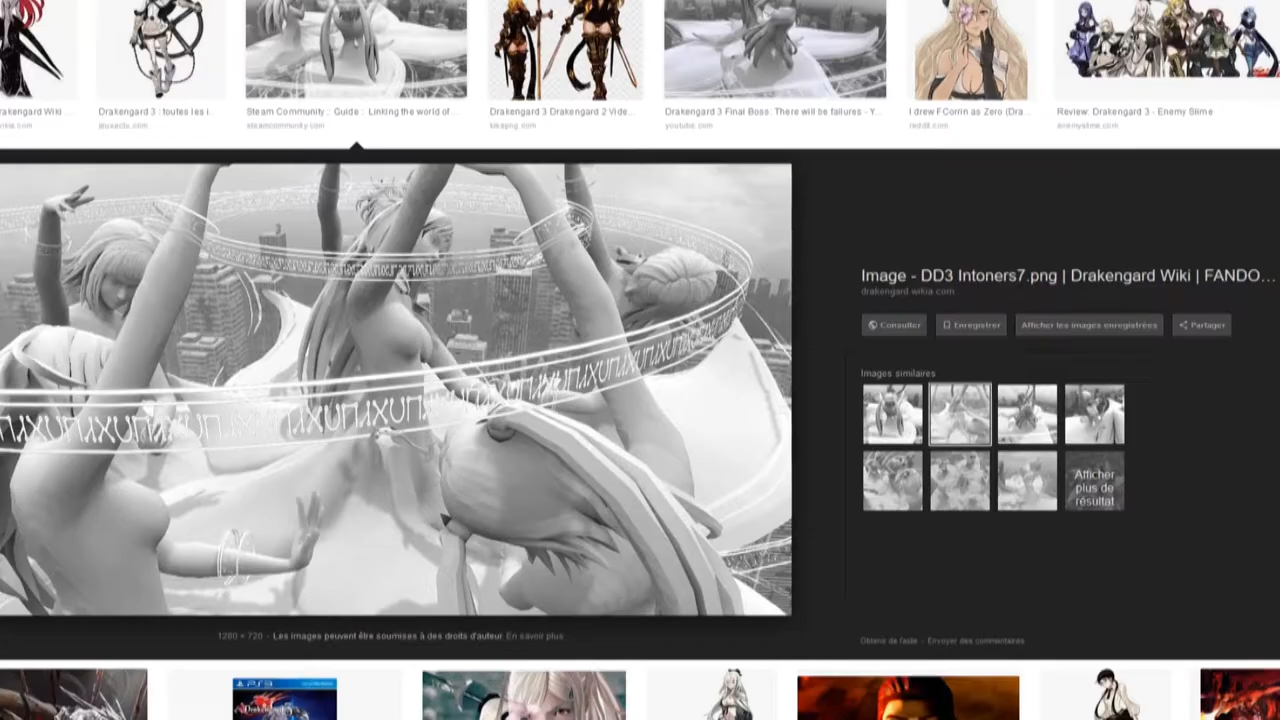 rakengard Wiki ...
Drakengard 3 : toutes les i...
Steam Community :: Guide :: Linking the world of ...
Drakengard 3 Drakengard 2 Vide...
Drakengard 3 Final Boss: There will be failures - Y...
I drew F Corrin as Zero (Dra...
Review: Drakengard 3 - Enemy Slime
wikia.com
jeuxactu.com
steamcommunity.com
kisspng.com
youtube.com
reddit.com
enemyslime.com
Image - DD3 Intoners7.png | Drakengard Wiki | FANDO...
drakengard.wikia.com
Consulter
Enregistrer
Afficher les images enregistrées
Partager
Images similaires
Afficher
plus de
résultat
1280 × 720 - Les images peuvent être soumises à des droits d'auteur. En savoir plus
Obtenir de l'aide - Envoyer des commentaires
PS3
Drakengard